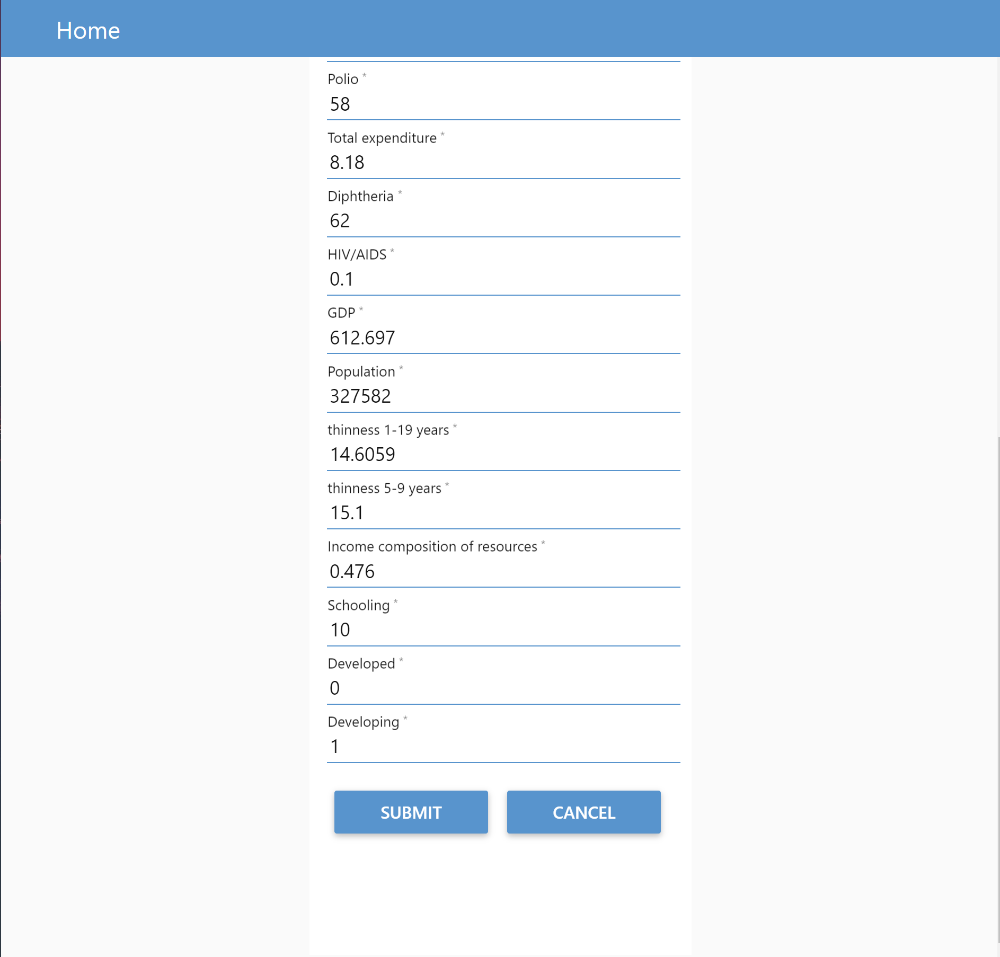 Home
Polio *
58
Total expenditure *
8.18
Diphtheria *
62
HIV/AIDS *
0.1
GDP *
612.697
Population *
327582
thinness 1-19 years *
14.6059
thinness 5-9 years *
15.1
Income composition of resources *
0.476
Schooling *
10
Developed *
0
Developing *
1
SUBMIT CANCEL